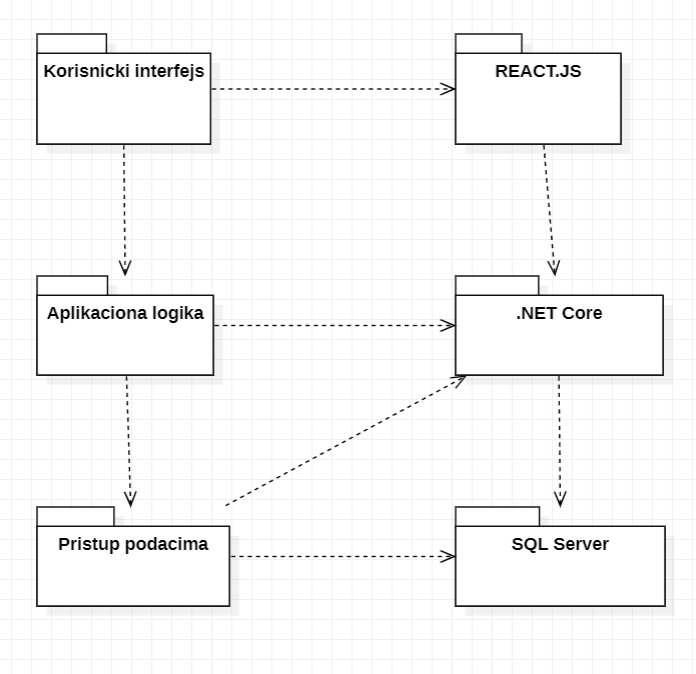 Korisnicki interfejs
REACT.JS
Aplikaciona logika
.NET Core
Pristup podacima
SQL Server